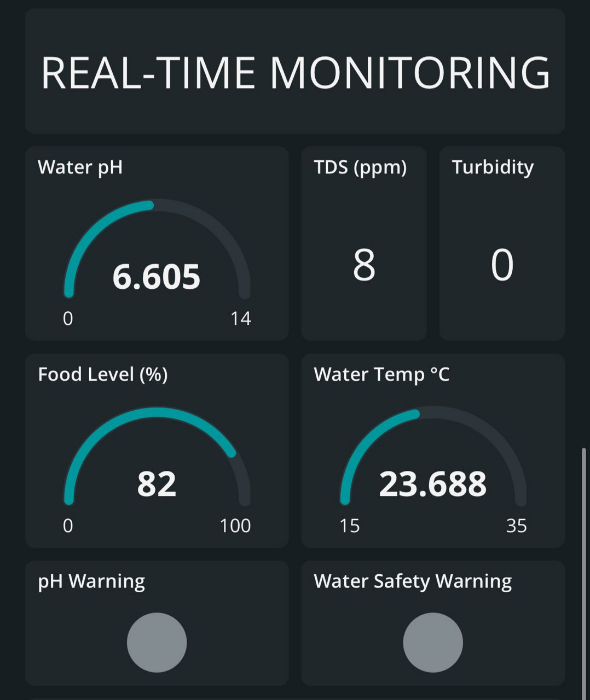 REAL-TIME MONITORING
Water pH
6.605
0 14
TDS (ppm)
8
Turbidity
0
Food Level (%)
82
0 100
Water Temp °C
23.688
15 35
pH Warning
Water Safety Warning